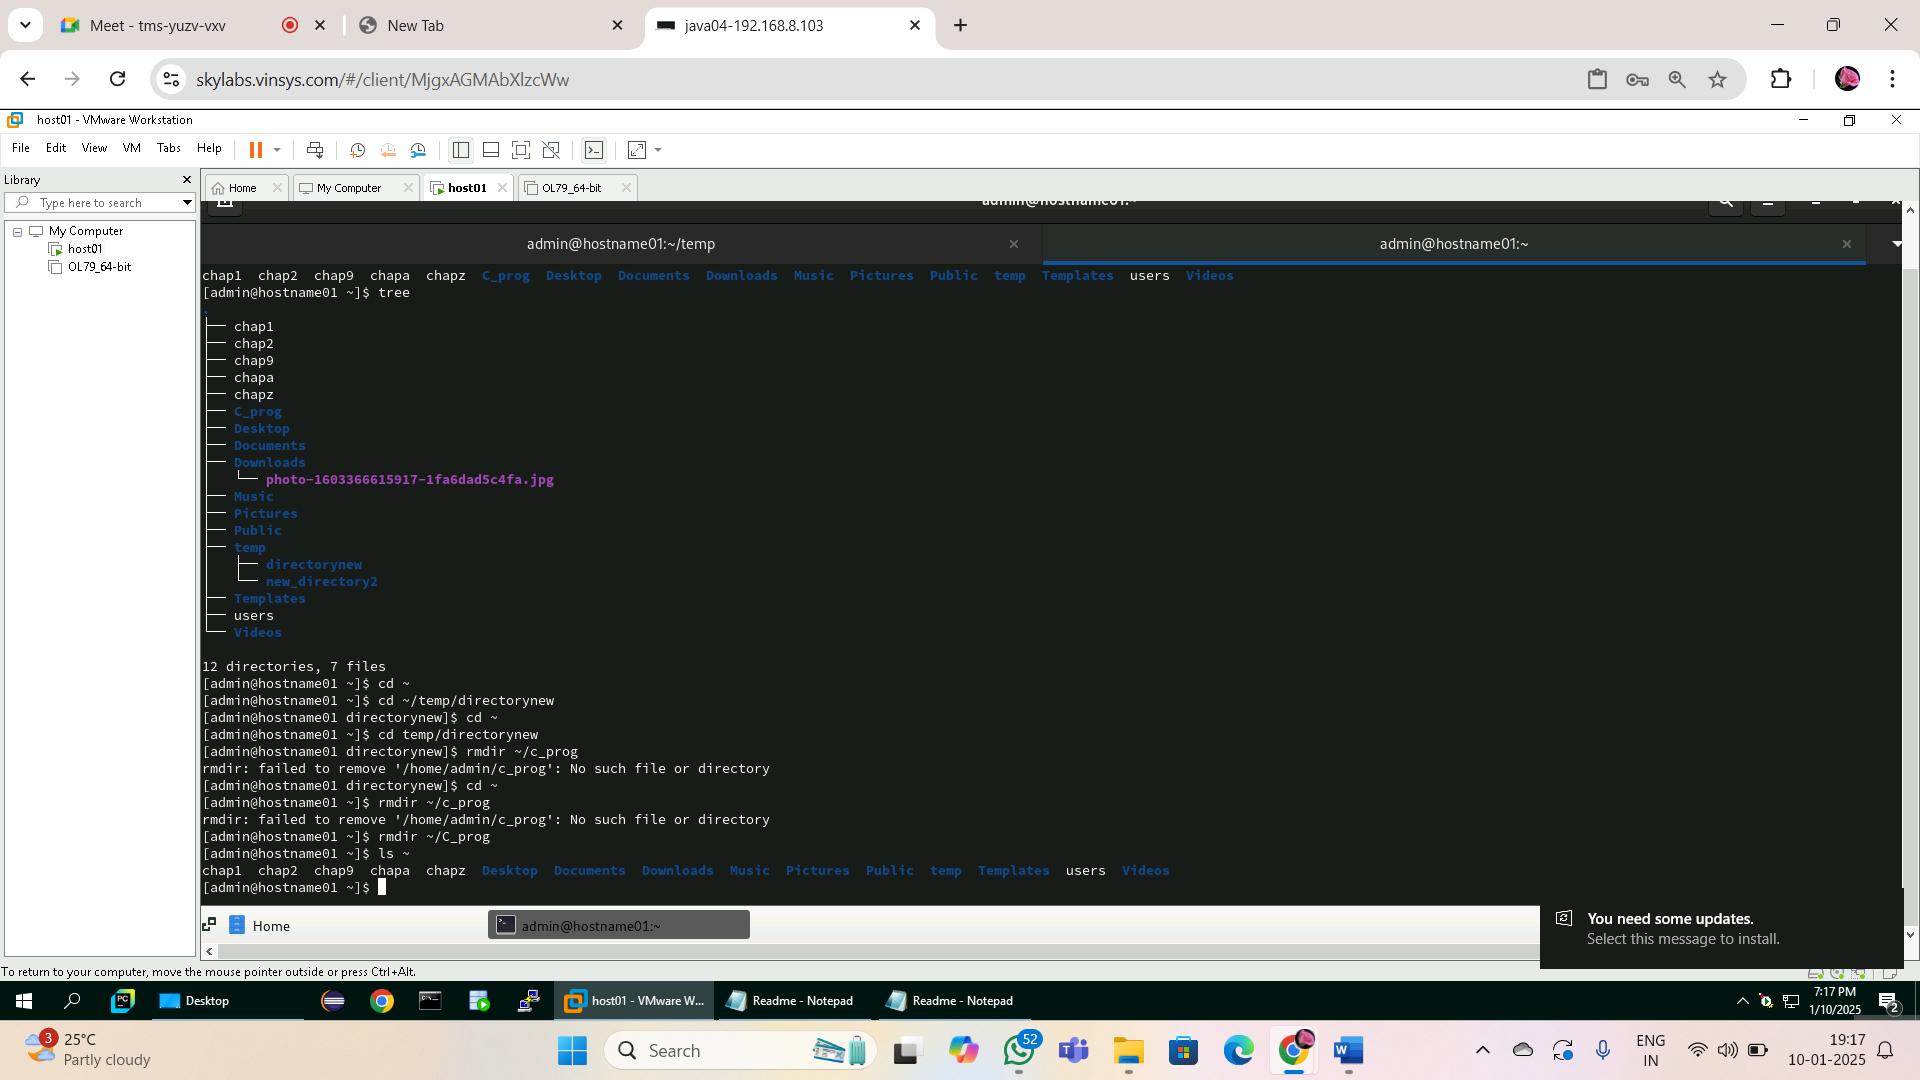 Meet - tms-yuzv-vxv
New Tab
java04-192.168.8.103
skylabs.vinsys.com/#/client/MjgxAGMAbXlzcWw
host01 - VMware Workstation
File Edit View VM Tabs Help
Library
Home My Computer host01 OL79_64-bit
Type here to search
My Computer
host01
OL79_64-bit
admin@hostname01:~
admin@hostname01:~/temp
admin@hostname01:~
chap1 chap2 chap9 chapa chapz C_prog Desktop Documents Downloads Music Pictures Public temp Templates users Videos
[admin@hostname01 ~]$ tree
.
├── chap1
├── chap2
├── chap9
├── chapa
├── chapz
├── C_prog
├── Desktop
├── Documents
├── Downloads
│   └── photo-1603366615917-1fa6dad5c4fa.jpg
├── Music
├── Pictures
├── Public
├── temp
│   ├── directorynew
│   └── new_directory2
├── Templates
├── users
└── Videos
12 directories, 7 files
[admin@hostname01 ~]$ cd ~
[admin@hostname01 ~]$ cd ~/temp/directorynew
[admin@hostname01 directorynew]$ cd ~
[admin@hostname01 ~]$ cd temp/directorynew
[admin@hostname01 directorynew]$ rmdir ~/c_prog
rmdir: failed to remove '/home/admin/c_prog': No such file or directory
[admin@hostname01 directorynew]$ cd ~
[admin@hostname01 ~]$ rmdir ~/c_prog
rmdir: failed to remove '/home/admin/c_prog': No such file or directory
[admin@hostname01 ~]$ rmdir ~/C_prog
[admin@hostname01 ~]$ ls ~
chap1 chap2 chap9 chapa chapz Desktop Documents Downloads Music Pictures Public temp Templates users Videos
[admin@hostname01 ~]$
Home
admin@hostname01:~
You need some updates.
Select this message to install.
To return to your computer, move the mouse pointer outside or press Ctrl+Alt.
PC
Desktop
host01 - VMware W...
Readme - Notepad
Readme - Notepad
7:17 PM
1/10/2025
2
3
25°C
Partly cloudy
Search
52
ENG
IN
19:17
10-01-2025